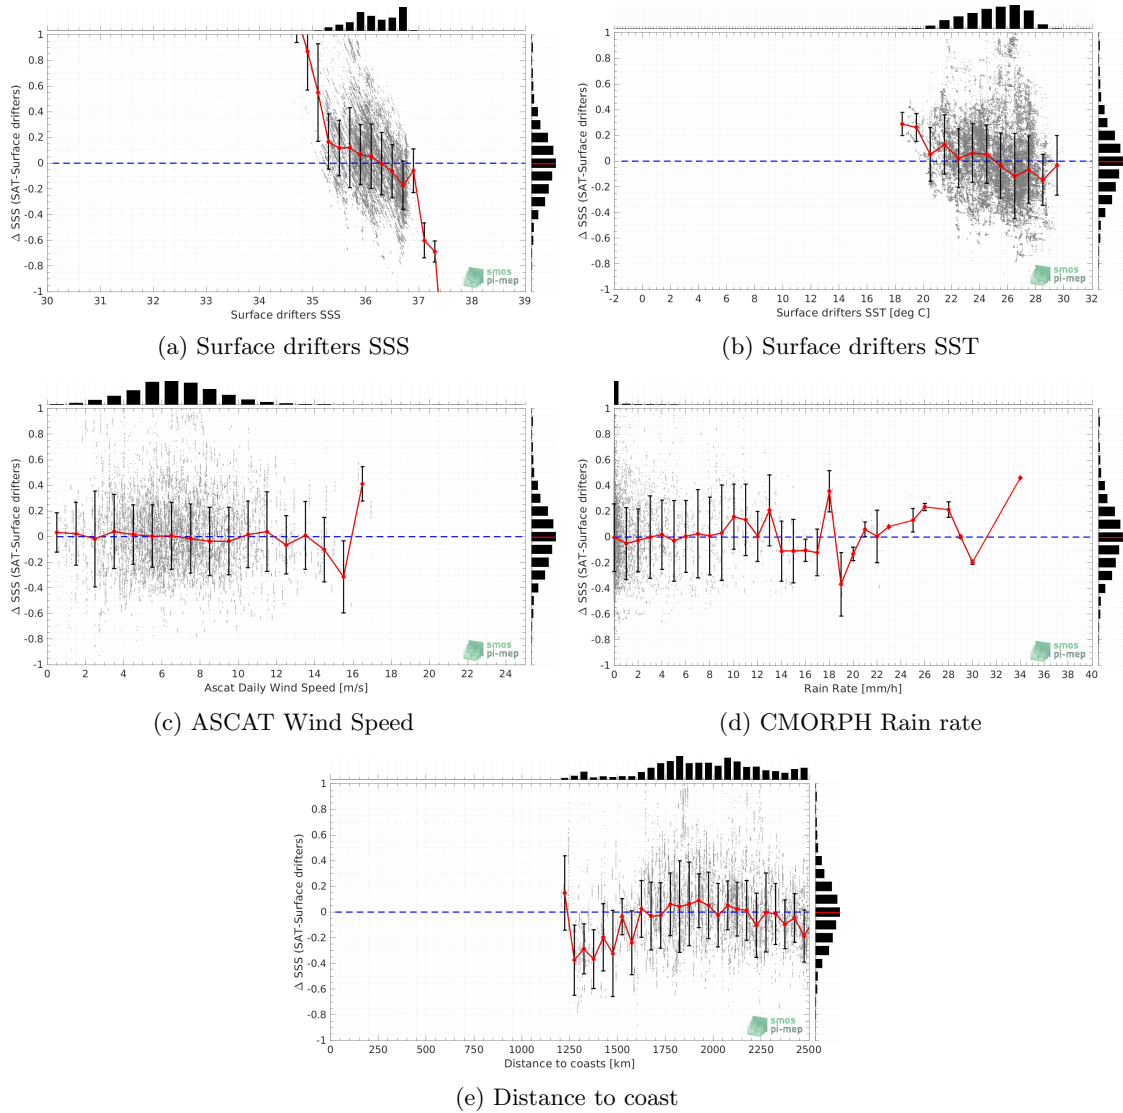 Δ SSS (SAT-Surface drifters)
1
0.8
0.6
0.4
0.2
0
-0.2
-0.4
-0.6
-0.8
-1
30 31 32 33 34 35 36 37 38 39
Surface drifters SSS
smos
pi-mep
(a) Surface drifters SSS
Δ SSS (SAT-Surface drifters)
1
0.8
0.6
0.4
0.2
0
-0.2
-0.4
-0.6
-0.8
-1
-2 0 2 4 6 8 10 12 14 16 18 20 22 24 26 28 30 32
Surface drifters SST [deg C]
smos
pi-mep
(b) Surface drifters SST
Δ SSS (SAT-Surface drifters)
1
0.8
0.6
0.4
0.2
0
-0.2
-0.4
-0.6
-0.8
-1
0 2 4 6 8 10 12 14 16 18 20 22 24
Ascat Daily Wind Speed [m/s]
smos
pi-mep
(c) ASCAT Wind Speed
Δ SSS (SAT-Surface drifters)
1
0.8
0.6
0.4
0.2
0
-0.2
-0.4
-0.6
-0.8
-1
0 2 4 6 8 10 12 14 16 18 20 22 24 26 28 30 32 34 36 38 40
Rain Rate [mm/h]
smos
pi-mep
(d) CMORPH Rain rate
Δ SSS (SAT-Surface drifters)
1
0.8
0.6
0.4
0.2
0
-0.2
-0.4
-0.6
-0.8
-1
0 250 500 750 1000 1250 1500 1750 2000 2250 2500
Distance to coasts [km]
smos
pi-mep
(e) Distance to coast